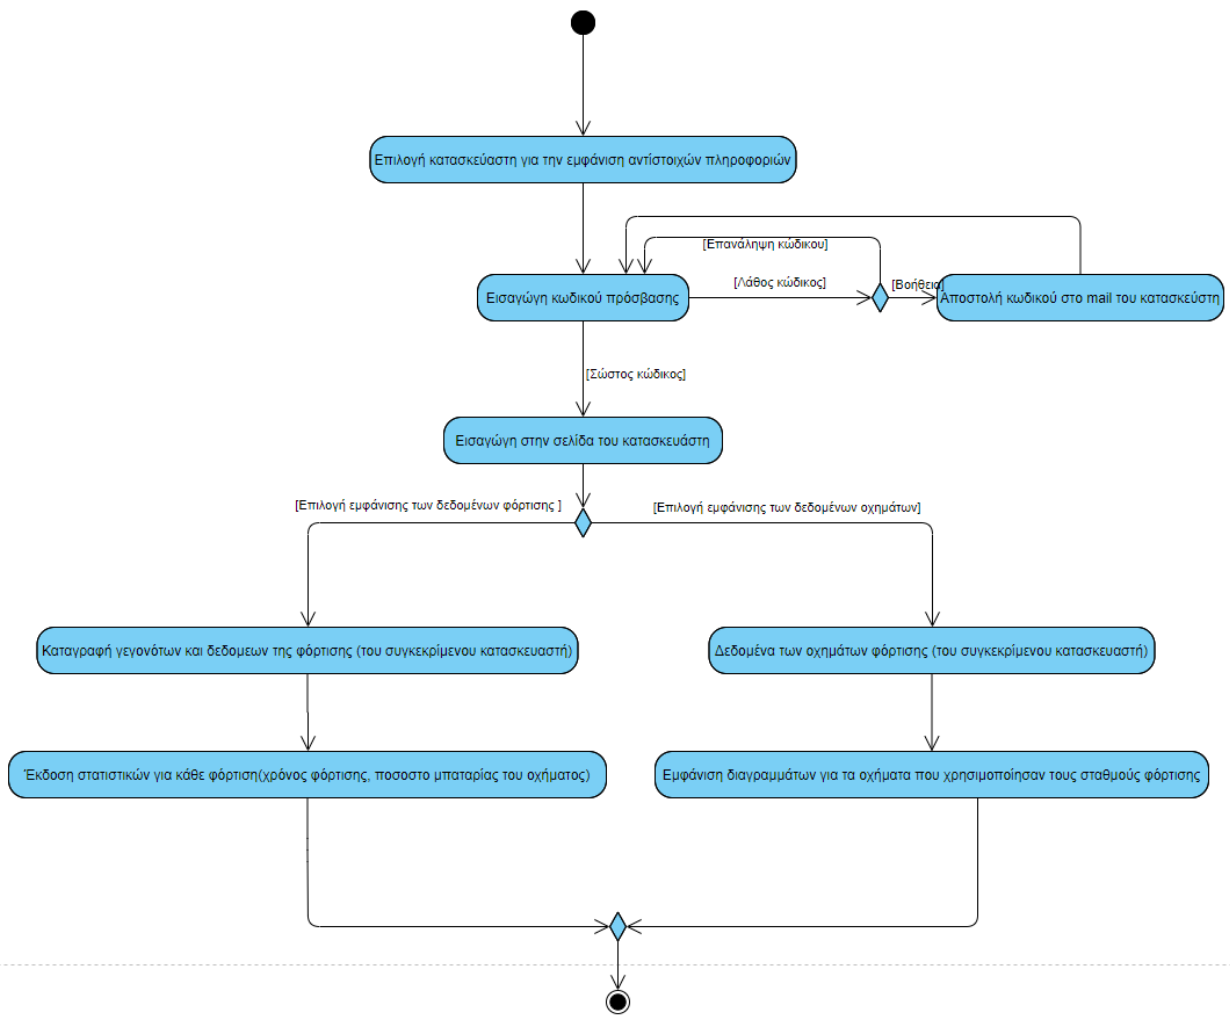 Επιλογή κατασκεύαστη για την εμφάνιση αντίστοιχών πληροφοριών
[Επανάληψη κώδικου]
[Λάθος κώδικος]
[Βοήθεια]
Εισαγώγη κωδικού πρόσβασης
Αποστολή κωδικού στο mail του κατασκεύστη
[Σώστος κώδικος]
Εισαγώγη στην σελίδα του κατασκευάστη
[Επιλογή εμφάνισης των δεδομένων φόρτισης ]
[Επιλογή εμφάνισης των δεδομένων οχημάτων]
Καταγραφή γεγονότων και δεδομεων της φόρτισης (του συγκεκρίμενου κατασκευαστή)
Δεδομένα των οχημάτων φόρτισης (του συγκεκρίμενου κατασκευαστή)
Έκδοση στατιστικών για κάθε φόρτιση(χρόνος φόρτισης, ποσοστο μπαταρίας του οχήματος)
Εμφάνιση διαγραμμάτων για τα οχήματα που χρησιμοποίησαν τους σταθμούς φόρτισης